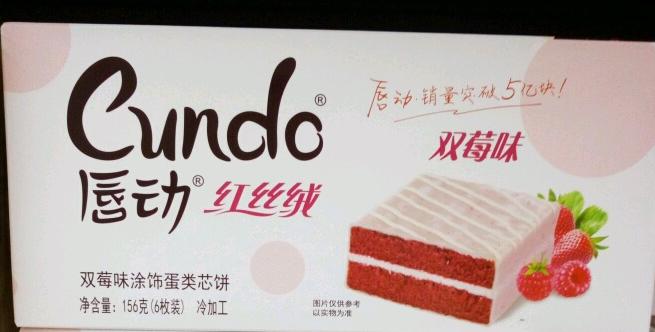 Cundo®
唇动®红丝绒
唇动·销量突破5亿块!
双莓味
双莓味涂饰蛋类芯饼
净含量: 156克(6枚装) 冷加工
图片仅供参考
以实物为准